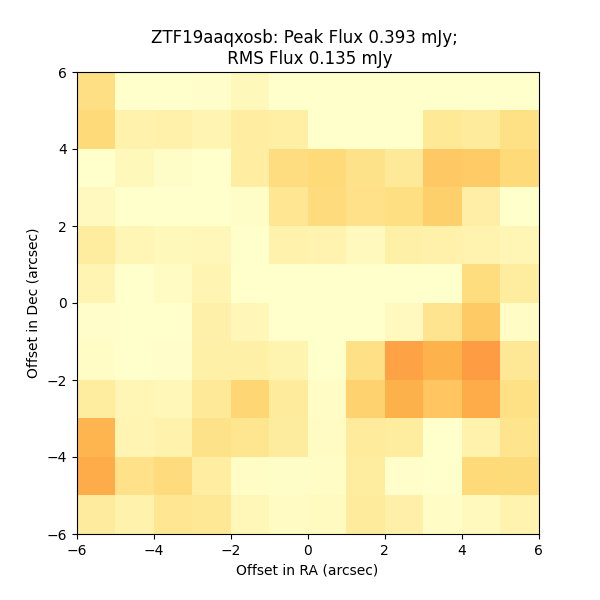 ZTF19aaqxosb: Peak Flux 0.393 mJy;
RMS Flux 0.135 mJy
6
4
2
0
−2
−4
−6
Offset in Dec (arcsec)
−6 −4 −2 0 2 4 6
Offset in RA (arcsec)